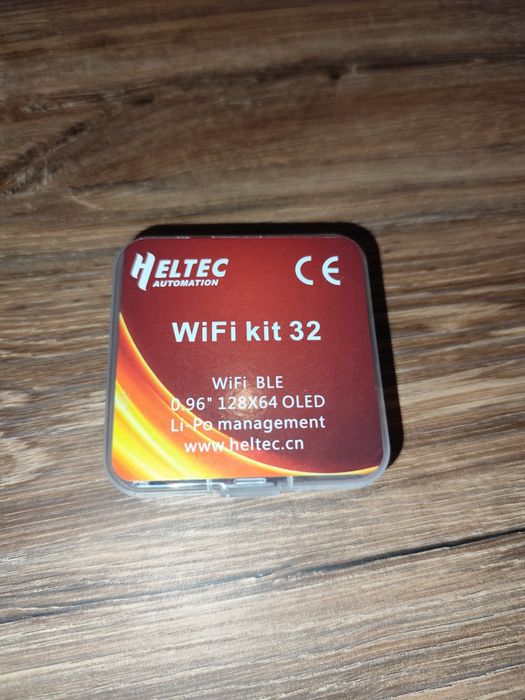 HELTEC
AUTOMATION
CE
WiFi kit 32
WiFi BLE
0.96" 128X64 OLED
Li-Po management
www.heltec.cn